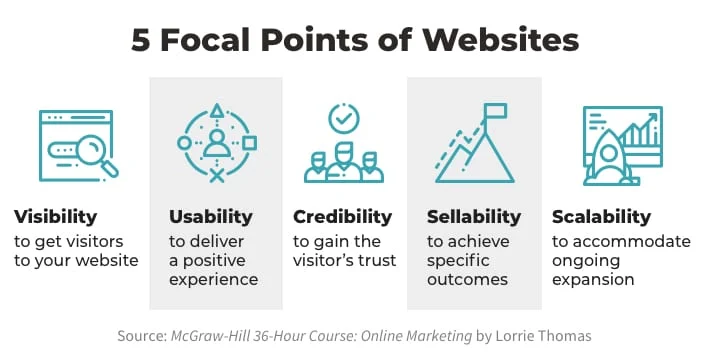 5 Focal Points of Websites
Visibility
to get visitors
to your website
Usability
to deliver
a positive
experience
Credibility
to gain the
visitor's trust
Sellability
to achieve
specific
outcomes
Scalability
to accommodate
ongoing
expansion
Source: McGraw-Hill 36-Hour Course: Online Marketing by Lorrie Thomas